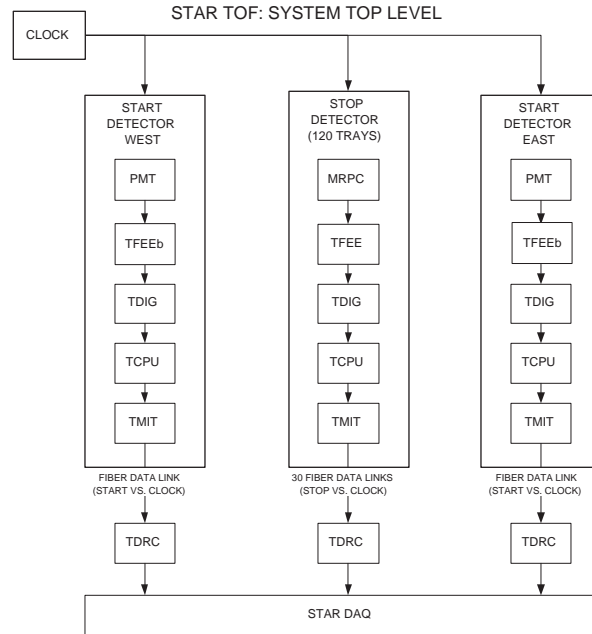 STAR TOF: SYSTEM TOP LEVEL
CLOCK
START
DETECTOR
WEST
PMT
TFEEb
TDIG
TCPU
TMIT
FIBER DATA LINK
(START VS. CLOCK)
TDRC
STOP
DETECTOR
(120 TRAYS)
MRPC
TFEE
TDIG
TCPU
TMIT
30 FIBER DATA LINKS
(STOP VS. CLOCK)
TDRC
START
DETECTOR
EAST
PMT
TFEEb
TDIG
TCPU
TMIT
FIBER DATA LINK
(START VS. CLOCK)
TDRC
STAR DAQ